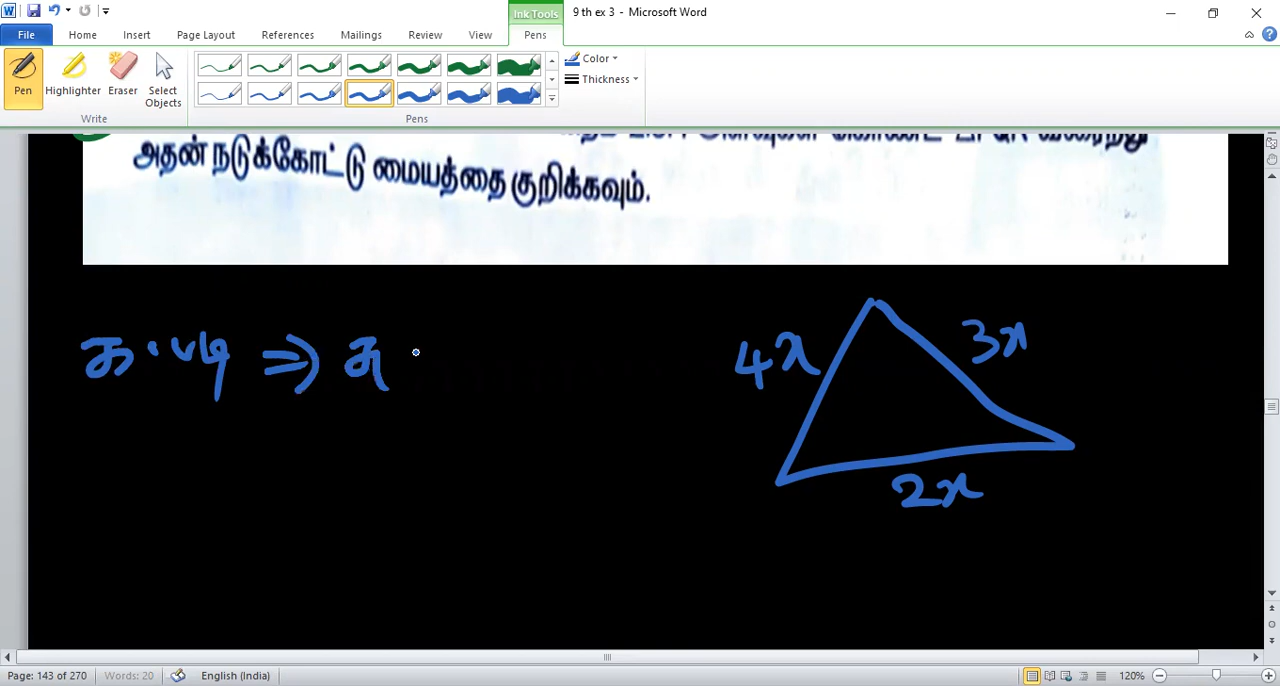 Ink Tools
9 th ex 3 - Microsoft Word
File Home Insert Page Layout References Mailings Review View Pens
Pen Highlighter Eraser Select Objects
Color
Thickness
Write Pens
அதன் நடுக்கோட்டு மையத்தை குறிக்கவும்.
4x 3x
2x
Page: 143 of 270 Words: 20 English (India) 120%